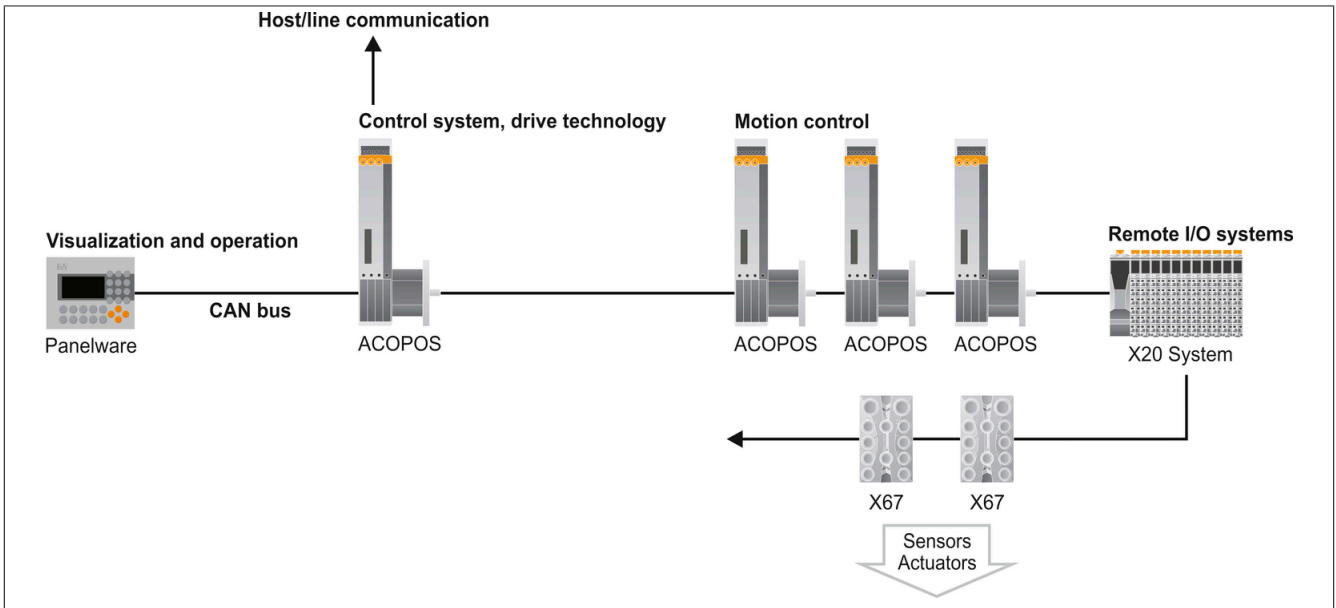 Host/line communication
Control system, drive technology
Motion control
Visualization and operation
Remote I/O systems
CAN bus
Panelware
ACOPOS
ACOPOS
ACOPOS
ACOPOS
X20 System
X67
X67
Sensors
Actuators